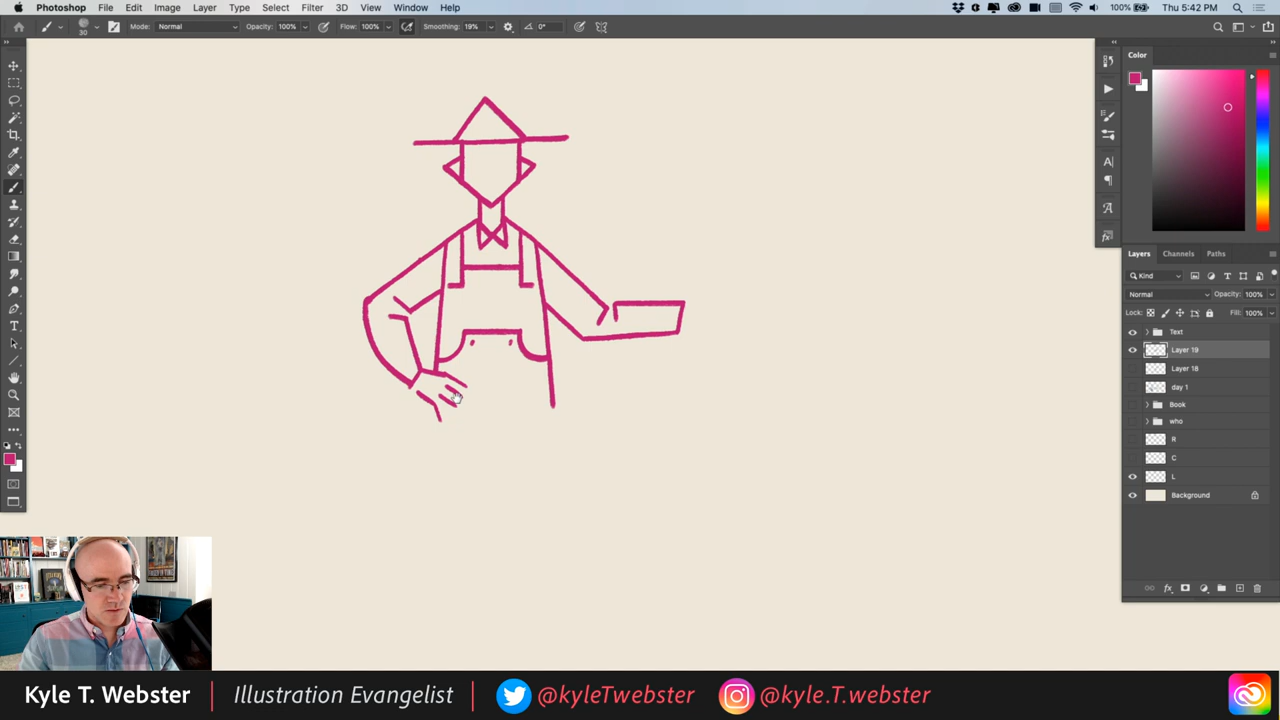 Photoshop File Edit Image Layer Type Select Filter 3D View Window Help 100% Thu 5:42 PM
30 Mode: Normal Opacity: 100% Flow: 100% Smoothing: 19% 0°
Color
Layers Channels Paths
Kind
Normal Opacity: 100%
Lock: Fill: 100%
Text
Layer 19
Layer 18
day 1
Book
who
R
C
L
Background
Kyle T. Webster | Illustration Evangelist @kyleTwebster @kyle.T.webster